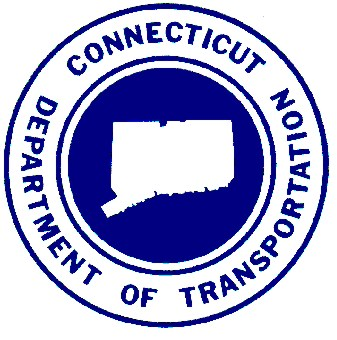 CONNECTICUT
DEPARTMENT OF TRANSPORTATION